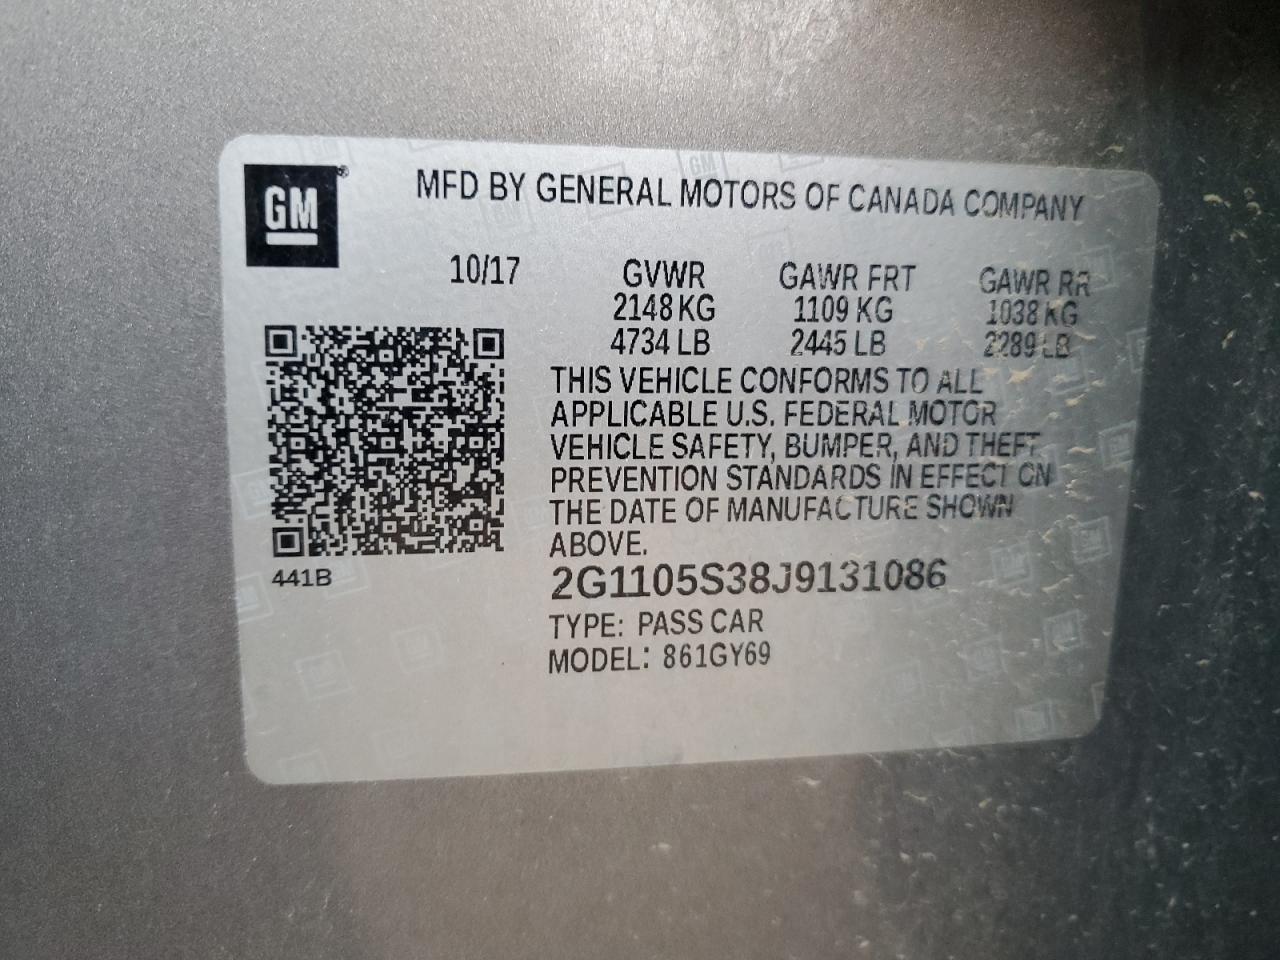 GM
MFD BY GENERAL MOTORS OF CANADA COMPANY
10/17 GVWR GAWR FRT GAWR RR
2148 KG 1109 KG 1038 KG
4734 LB 2445 LB 2289 LB
THIS VEHICLE CONFORMS TO ALL
APPLICABLE U.S. FEDERAL MOTOR
VEHICLE SAFETY, BUMPER, AND THEFT
PREVENTION STANDARDS IN EFFECT ON
THE DATE OF MANUFACTURE SHOWN
ABOVE.
441B
2G1105S38J9131086
TYPE: PASS CAR
MODEL: 861GY69